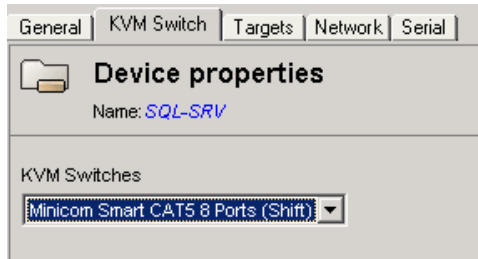 General KVM Switch Targets Network Serial
Device properties
Name: SQL-SRV
KVM Switches
Minicom Smart CAT5 8 Ports (Shift)